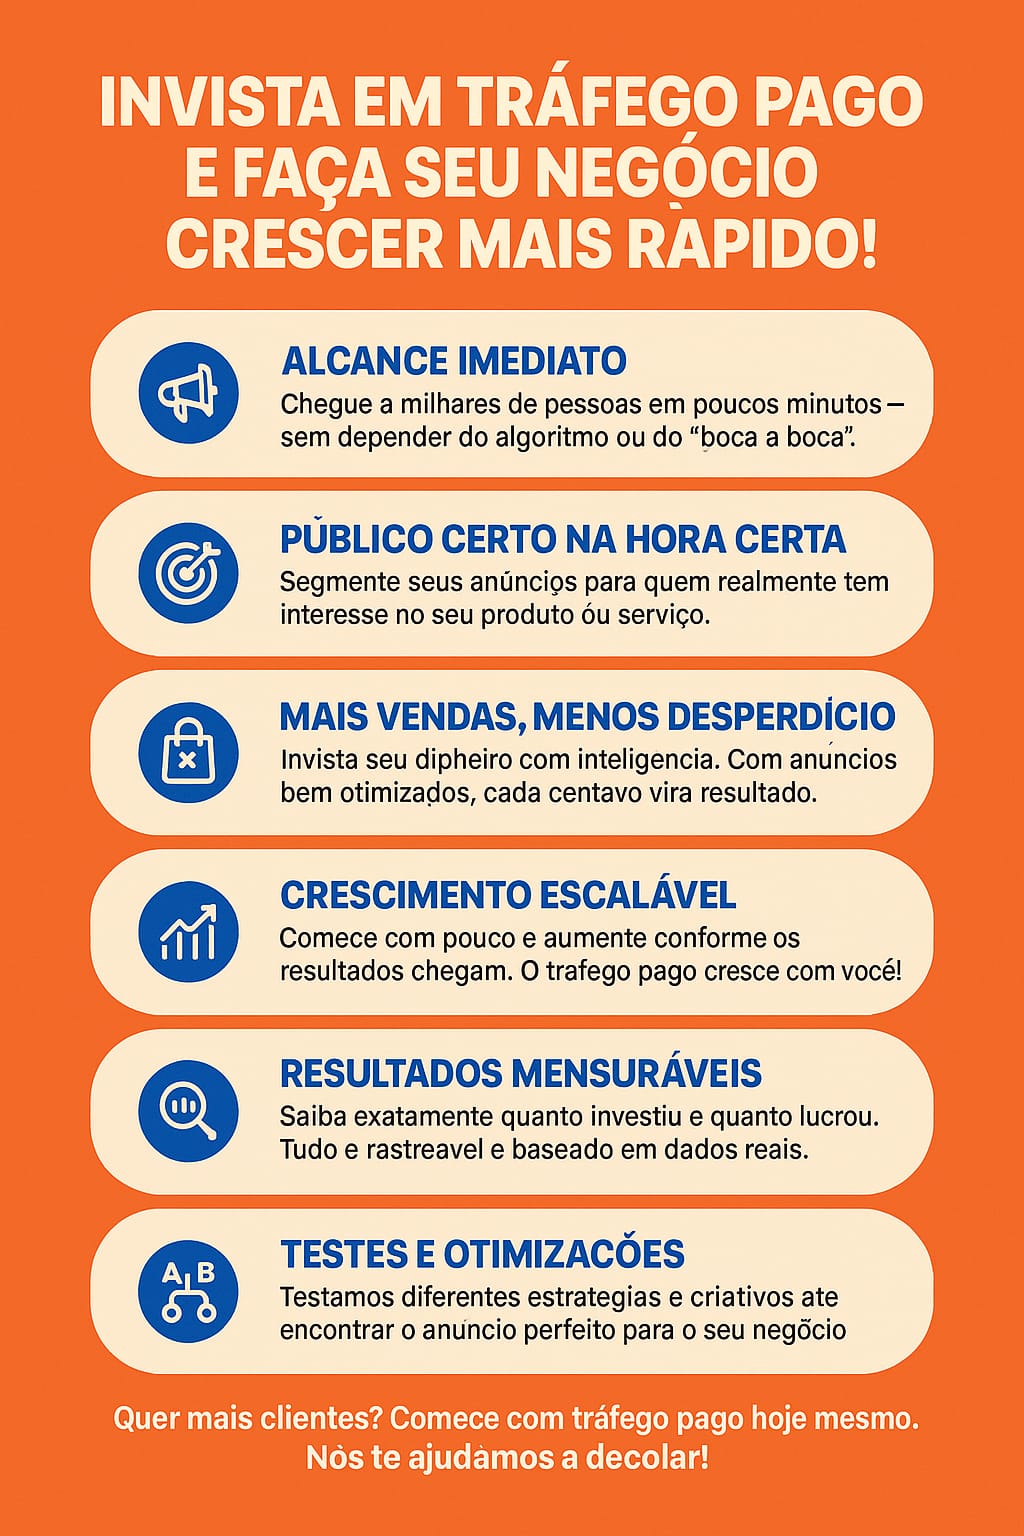 INVISTA EM TRÁFEGO PAGO
E FAÇA SEU NEGÓCIO
CRESCER MAIS RÀPIDO!
ALCANCE IMEDIATO
Chegue a milhares de pessoas em poucos minutos –
sem depender do algoritmo ou do “boca a boca”.
PÚBLICO CERTO NA HORA CERTA
Segmente seus anúncios para quem realmente tem
interesse no seu produto óu serviço.
MAIS VENDAS, MENOS DESPERDÍCIO
Invista seu dipheiro com inteligencia. Com anúncios
bem otimizados, cada centavo vira resultado.
CRESCIMENTO ESCALÁVEL
Comece com pouco e aumente conforme os
resultados chegam. O trafego pago cresce com vocé!
RESULTADOS MENSURÁVEIS
Saiba exatamente quanto investiu e quanto lucrou.
Tudo e rastreavel e baseado em dados reais.
A B
TESTES E OTIMIZACÕES
Testamos diferentes estrategias e criativos ate
encontrar o anúncio perfeito para o seu negõcio
Quer mais clientes? Comece com tráfego pago hoje mesmo.
Nòs te ajudàmos a decolar!